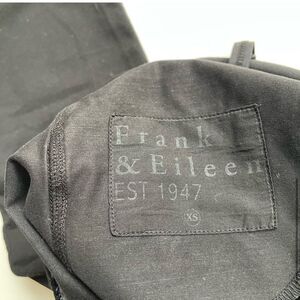 Frank
& Eileen
EST 1947
XS